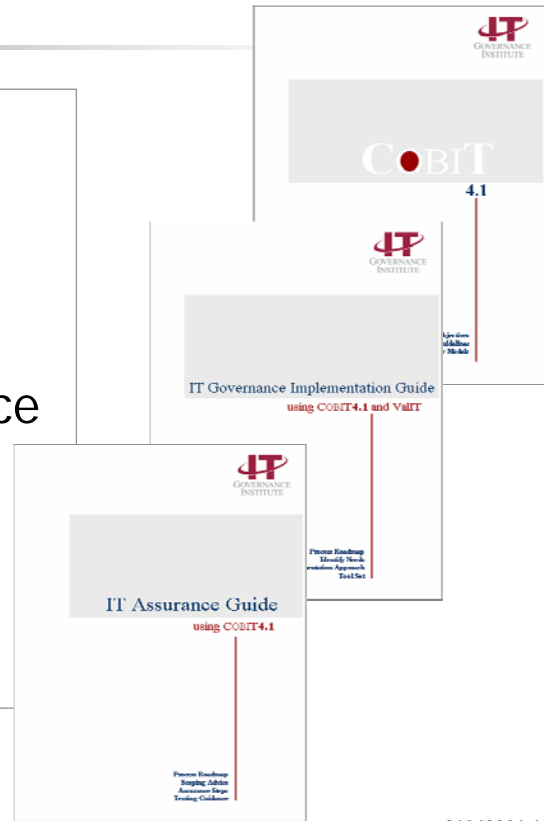 IT
GOVERNANCE
INSTITUTE
COBIT
4.1
IT
GOVERNANCE
INSTITUTE
IT Governance Implementation Guide
using COBIT4.1 and ValIT
Process Roadmap
Identify Needs
Approach
Tool Set
ce
IT
GOVERNANCE
INSTITUTE
IT Assurance Guide
using COBIT4.1
Process Roadmap
Scoping Advice
Assurance Steps
Testing Guidance